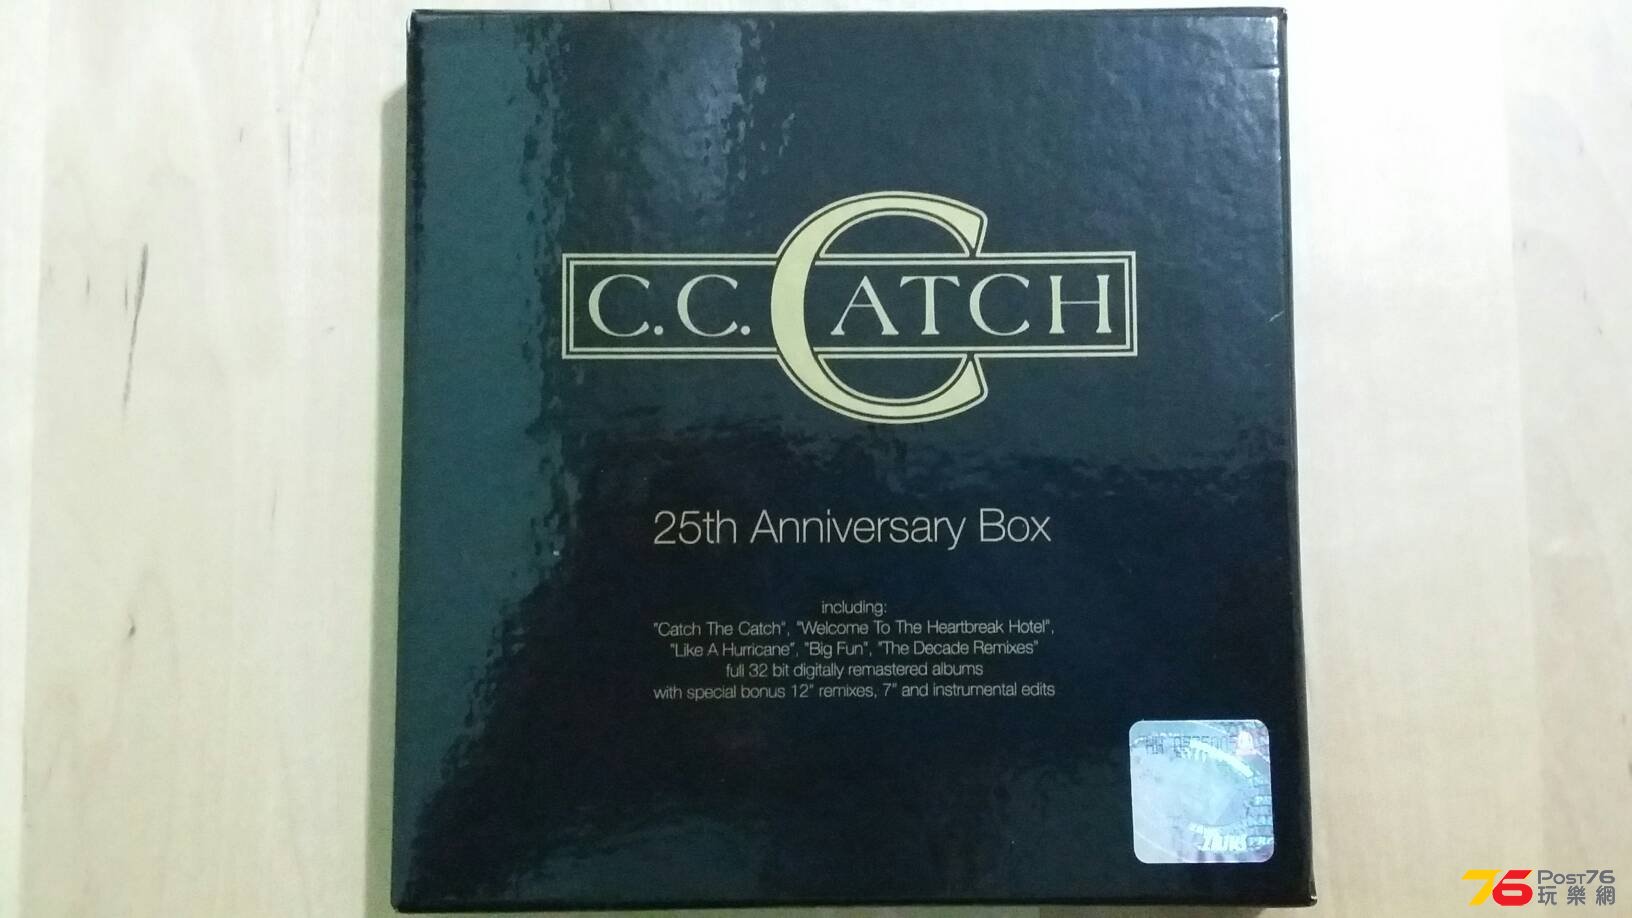 C.C.CATCH
25th Anniversary Box
including:
"Catch The Catch", "Welcome To The Heartbreak Hotel",
"Like A Hurricane", "Big Fun", "The Decade Remixes"
full 32 bit digitally remastered albums
with special bonus 12" remixes, 7" and instrumental edits
76 POST76
玩樂網